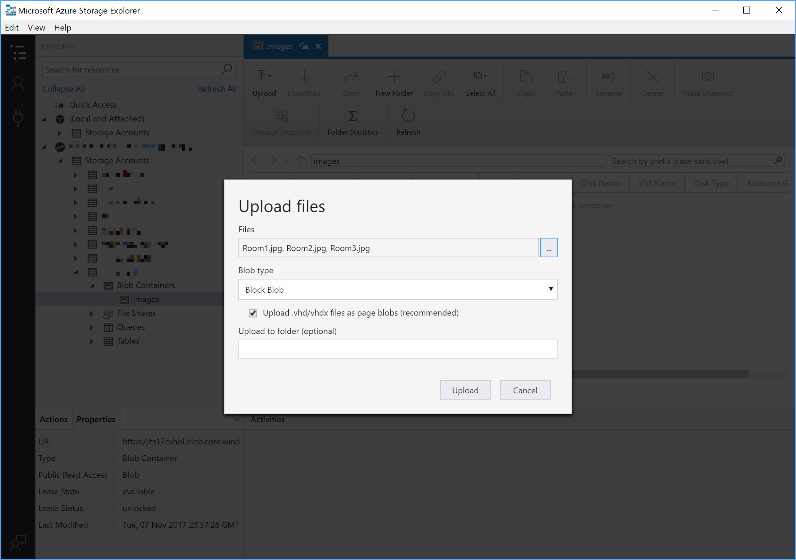 Microsoft Azure Storage Explorer
Edit View Help
EXPLORER
Search for resources
Collapse All Refresh All
Quick Access
(Local and Attached)
Storage Accounts
Storage Accounts
Blob Containers
images
File Shares
Queues
Tables
images
Upload Download Open New Folder Copy URL Select All Copy Paste Rename Delete Make Snapshot
Manage Snapshot Folder Statistics Refresh
images
Search by prefix (case-sensitive)
Disk Name VM Name Disk Type Resource G
container
Upload files
Files
Room1.jpg, Room2.jpg, Room3.jpg
...
Blob type
Block Blob
Upload .vhd/vhdx files as page blobs (recommended)
Upload to folder (optional)
Upload Cancel
Actions Properties
URL https://ts17cvhol.blob.core.wind
Type Blob Container
Public Read Access Blob
Lease State available
Lease Status unlocked
Last Modified Tue, 07 Nov 2017 23:37:28 GMT
Activities